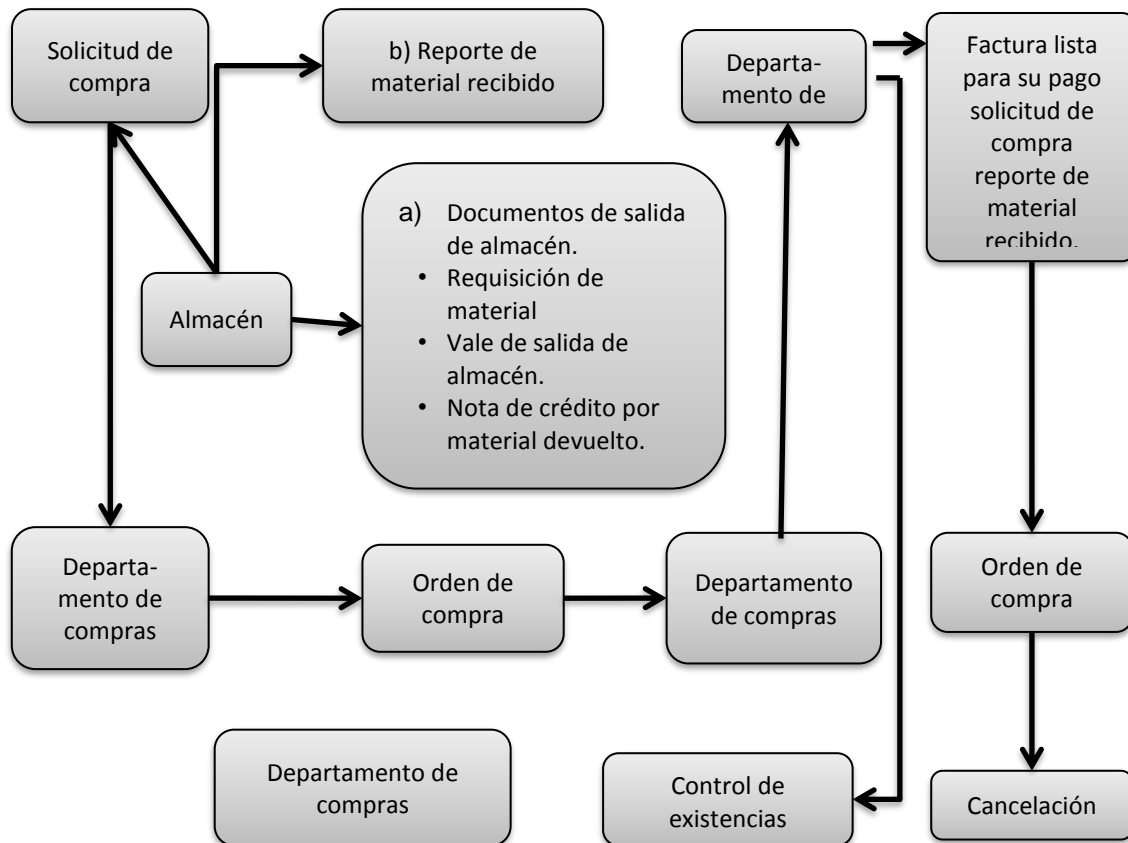 Solicitud de
compra
b) Reporte de
material recibido
Departa-
mento de
Factura lista
para su pago
solicitud de
compra
reporte de
material
recibido.
Almacén
a) Documentos de salida
de almacén.
• Requisición de
material
• Vale de salida de
almacén.
• Nota de crédito por
material devuelto.
Departa-
mento de
compras
Orden de
compra
Departamento
de compras
Orden de
compra
Departamento de
compras
Control de
existencias
Cancelación